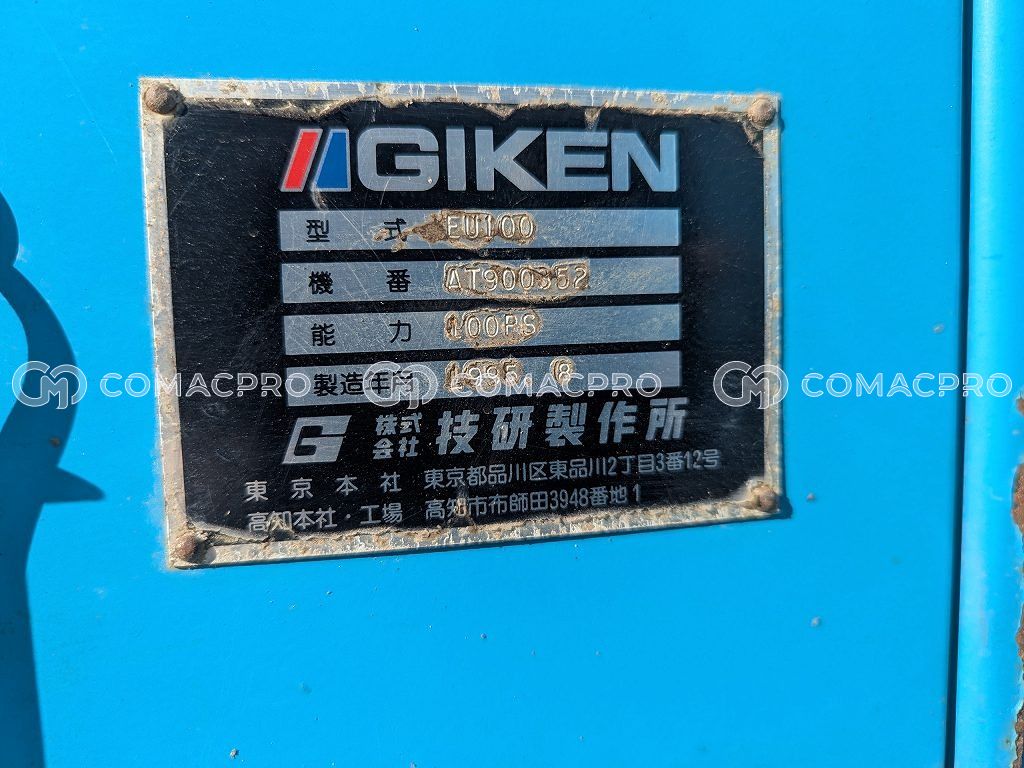 GIKEN
型式 EU100
機番 AT900352
能力 100PS
製造年月 8
G 株式会社 技研製作所
東京本社 東京都品川区東品川2丁目3番12号
高知本社・工場 高知市布師田3948番地1
COMACPRO COMACPRO COMACPRO